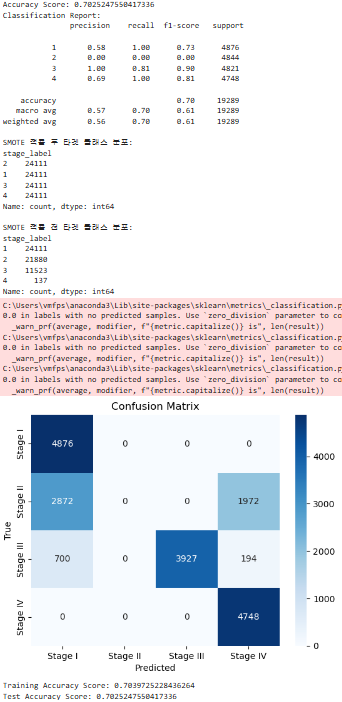 Accuracy Score: 0.7025247550417336
Classification Report:
precision recall f1-score support
1 0.58 1.00 0.73 4876
2 0.00 0.00 0.00 4844
3 1.00 0.81 0.90 4821
4 0.69 1.00 0.81 4748
accuracy 0.70 19289
macro avg 0.57 0.70 0.61 19289
weighted avg 0.56 0.70 0.61 19289
SMOTE 적용 후 타겟 클래스 분포:
stage_label
2 24111
1 24111
3 24111
4 24111
Name: count, dtype: int64
SMOTE 적용 전 타겟 클래스 분포:
stage_label
1 24111
2 21880
3 11523
4 137
Name: count, dtype: int64
C:\Users\vmfps\anaconda3\Lib\site-packages\sklearn\metrics\_classification.p
0.0 in labels with no predicted samples. Use `zero_division` parameter to co
_warn_prf(average, modifier, f"{metric.capitalize()} is", len(result))
C:\Users\vmfps\anaconda3\Lib\site-packages\sklearn\metrics\_classification.p
0.0 in labels with no predicted samples. Use `zero_division` parameter to co
_warn_prf(average, modifier, f"{metric.capitalize()} is", len(result))
C:\Users\vmfps\anaconda3\Lib\site-packages\sklearn\metrics\_classification.p
0.0 in labels with no predicted samples. Use `zero_division` parameter to co
_warn_prf(average, modifier, f"{metric.capitalize()} is", len(result))
Confusion Matrix
Stage I
4876 0 0 0
Stage II
2872 0 0 1972
Stage III
700 0 3927 194
Stage IV
0 0 0 4748
True
Stage I Stage II Stage III Stage IV
Predicted
4000
3000
2000
1000
0
Training Accuracy Score: 0.7039725228436264
Test Accuracy Score: 0.7025247550417336